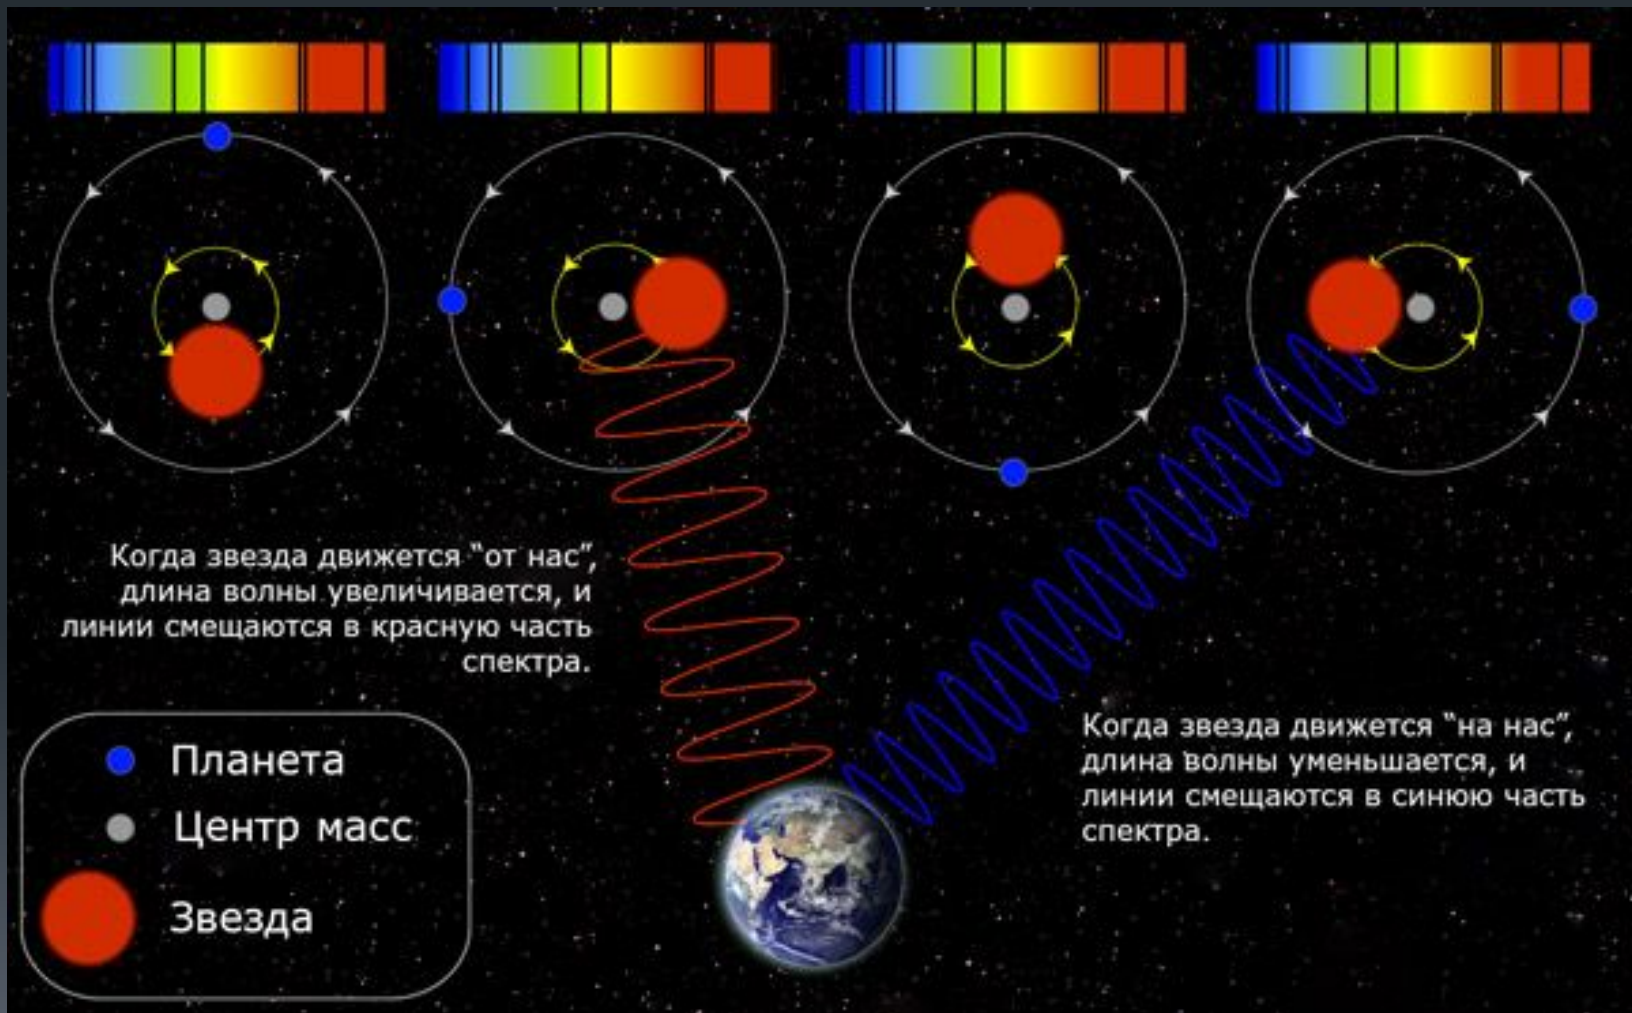 Когда звезда движется “от нас”,
длина волны увеличивается, и
линии смещаются в красную часть
спектра.
Когда звезда движется “на нас”,
длина волны уменьшается, и
линии смещаются в синюю часть
спектра.
Планета
Центр масс
Звезда